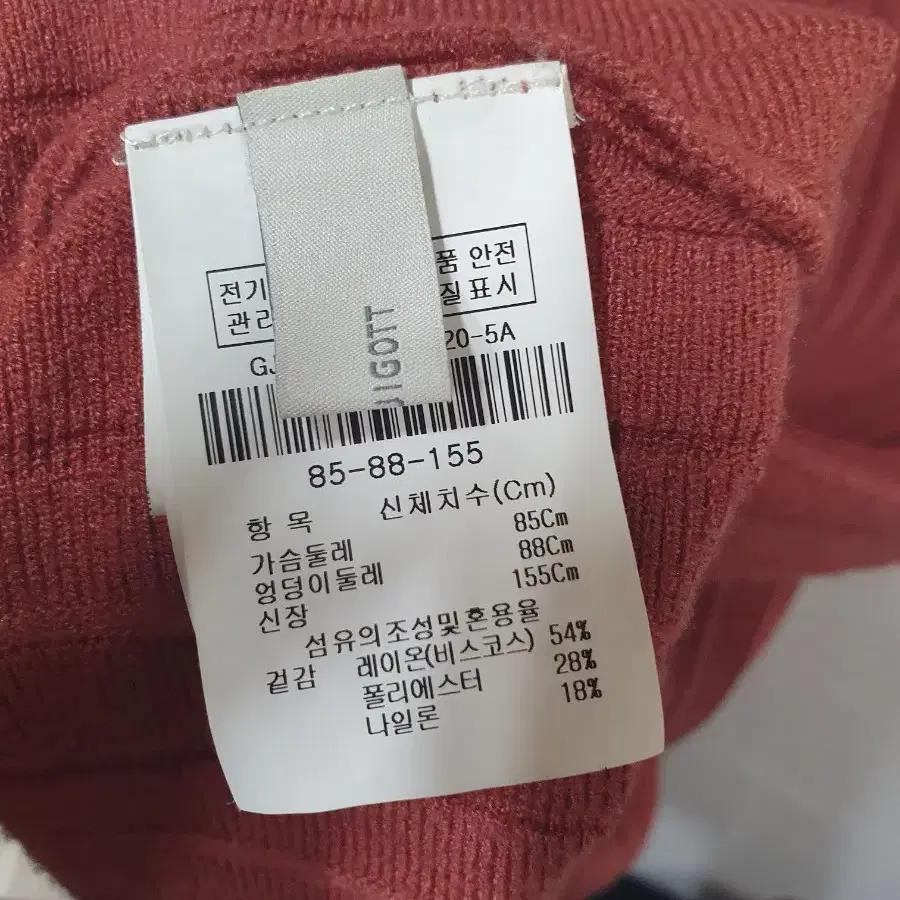 전기 품 안전
관리 질표시
GJ 20-5A
JIGOTT
85-88-155
항 목 신체치수(Cm)
가슴둘레 85Cm
엉덩이둘레 88Cm
신장 155Cm
섬유의조성및혼용율
겉감 레이온(비스코스) 54%
폴리에스터 28%
나일론 18%